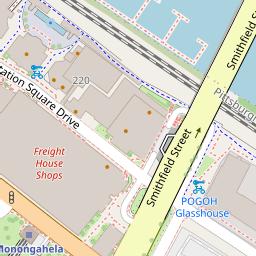 Smithfield Street
220
Pittsburg
ation Square Drive
Freight
House
Shops
Smithfield Street
POGOH
Glasshouse
Monongahela